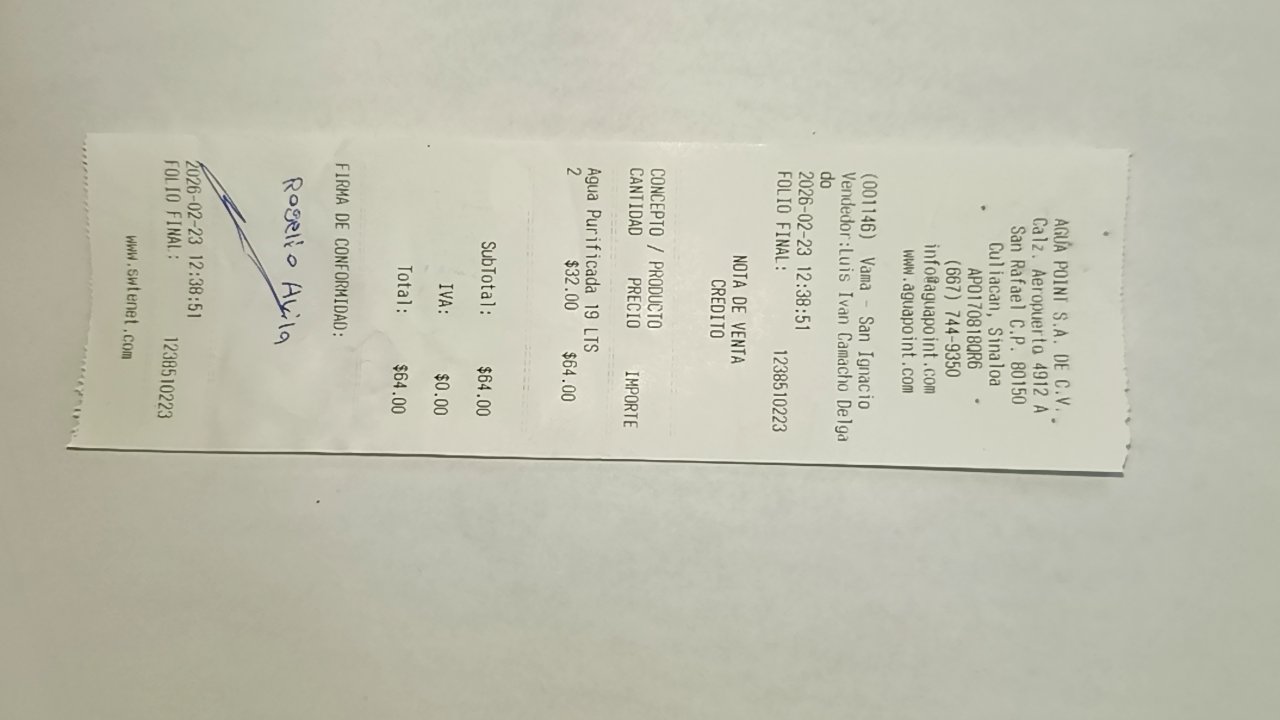 AGUA POINT S.A. DE C.V.
Calz. Aeropuerto 4912 A
San Rafael C.P. 80150
Culiacan, Sinaloa
APO170818QR6
(667) 744-9350
info@aguapoint.com
www.aguapoint.com
(001146) Vama - San Ignacio
Vendedor:Luis Ivan Camacho Delga
do
2026-02-23 12:38:51
FOLIO FINAL: 1238510223
NOTA DE VENTA
CREDITO
CONCEPTO / PRODUCTO
CANTIDAD PRECIO IMPORTE
Agua Purificada 19 LTS
2 $32.00 $64.00
SubTotal: $64.00
IVA: $0.00
Total: $64.00
FIRMA DE CONFORMIDAD:
Rogelio Avila
2026-02-23 12:38:51
FOLIO FINAL: 1238510223
www.swtenet.com